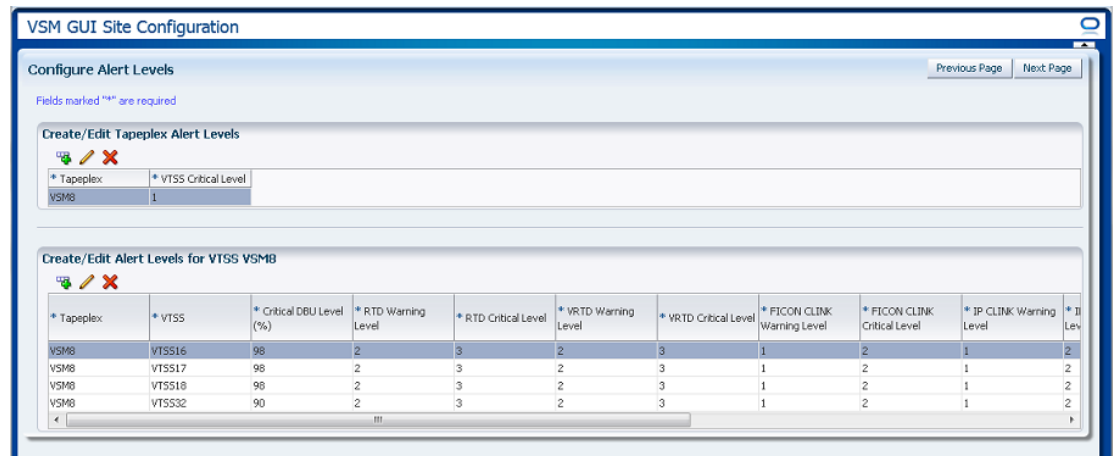 VSM GUI Site Configuration
Configure Alert Levels
Previous Page Next Page
Fields marked "*" are required
Create/Edit Tapeplex Alert Levels
* Tapeplex * VTSS Critical Level
VSM8 1
Create/Edit Alert Levels for VTSS VSM8
* Tapeplex * VTSS * Critical DBU Level (%) * RTD Warning Level * RTD Critical Level * VRTD Warning Level * VRTD Critical Level * FICON CLINK Warning Level * FICON CLINK Critical Level * IP CLINK Warning Level
VSM8 VTSS16 98 2 3 2 3 1 2 1 2
VSM8 VTSS17 98 2 3 2 3 1 2 1 2
VSM8 VTSS18 98 2 3 2 3 1 2 1 2
VSM8 VTSS32 90 2 3 2 3 1 2 1 2